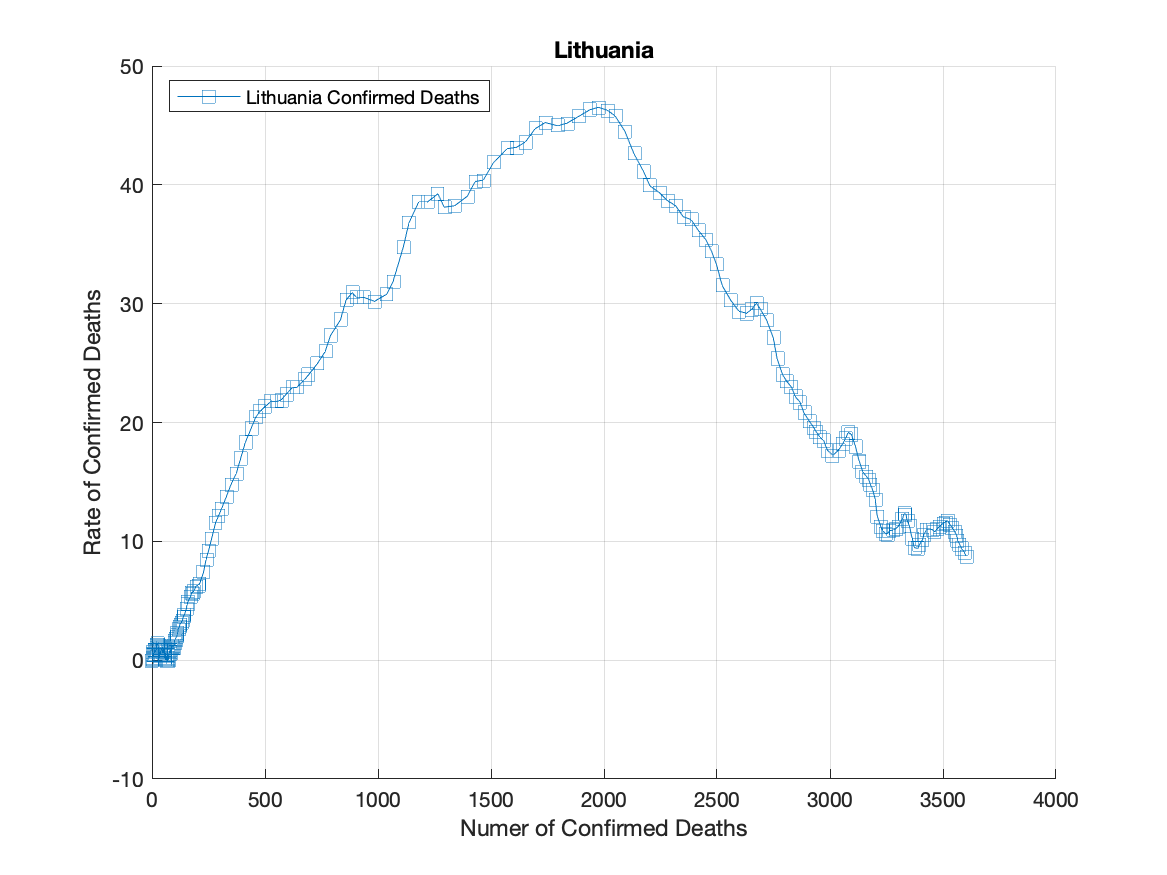 Lithuania
Lithuania Confirmed Deaths
Rate of Confirmed Deaths
50
40
30
20
10
0
-10
0 500 1000 1500 2000 2500 3000 3500 4000
Numer of Confirmed Deaths